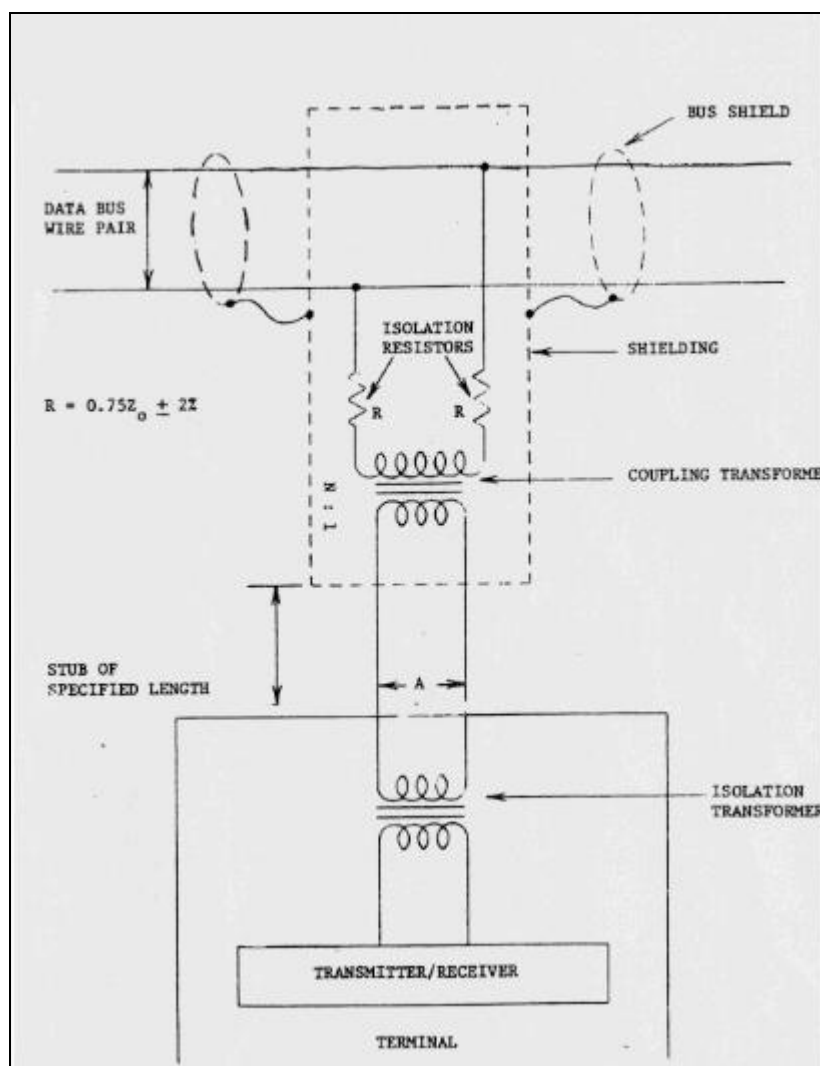 BUS SHIELD
DATA BUS
WIRE PAIR
ISOLATION
RESISTORS
SHIELDING
R = 0.75Z₀ ± 2%
R
R
COUPLING TRANSFORME
N : 1
STUB OF
SPECIFIED LENGTH
A
ISOLATION
TRANSFORMER
TRANSMITTER/RECEIVER
TERMINAL